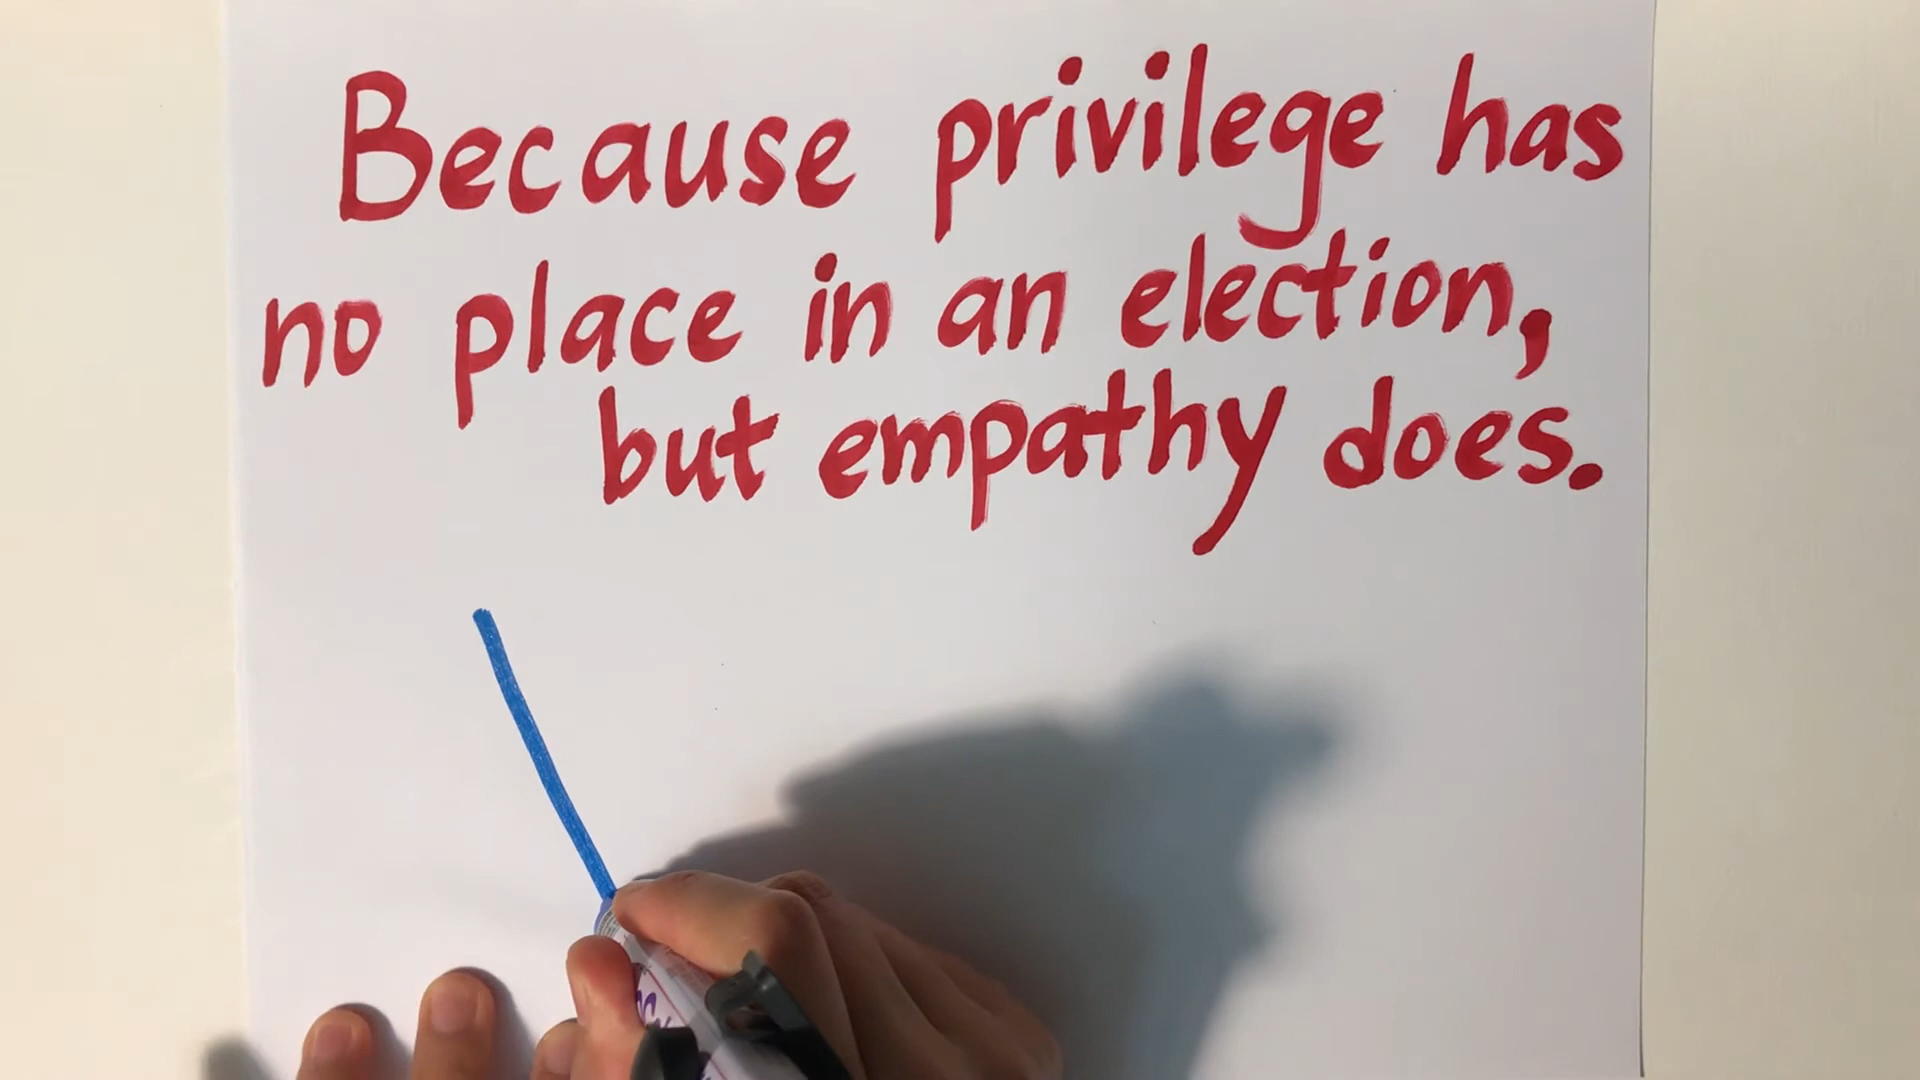 Because privilege has
no place in an election,
but empathy does.